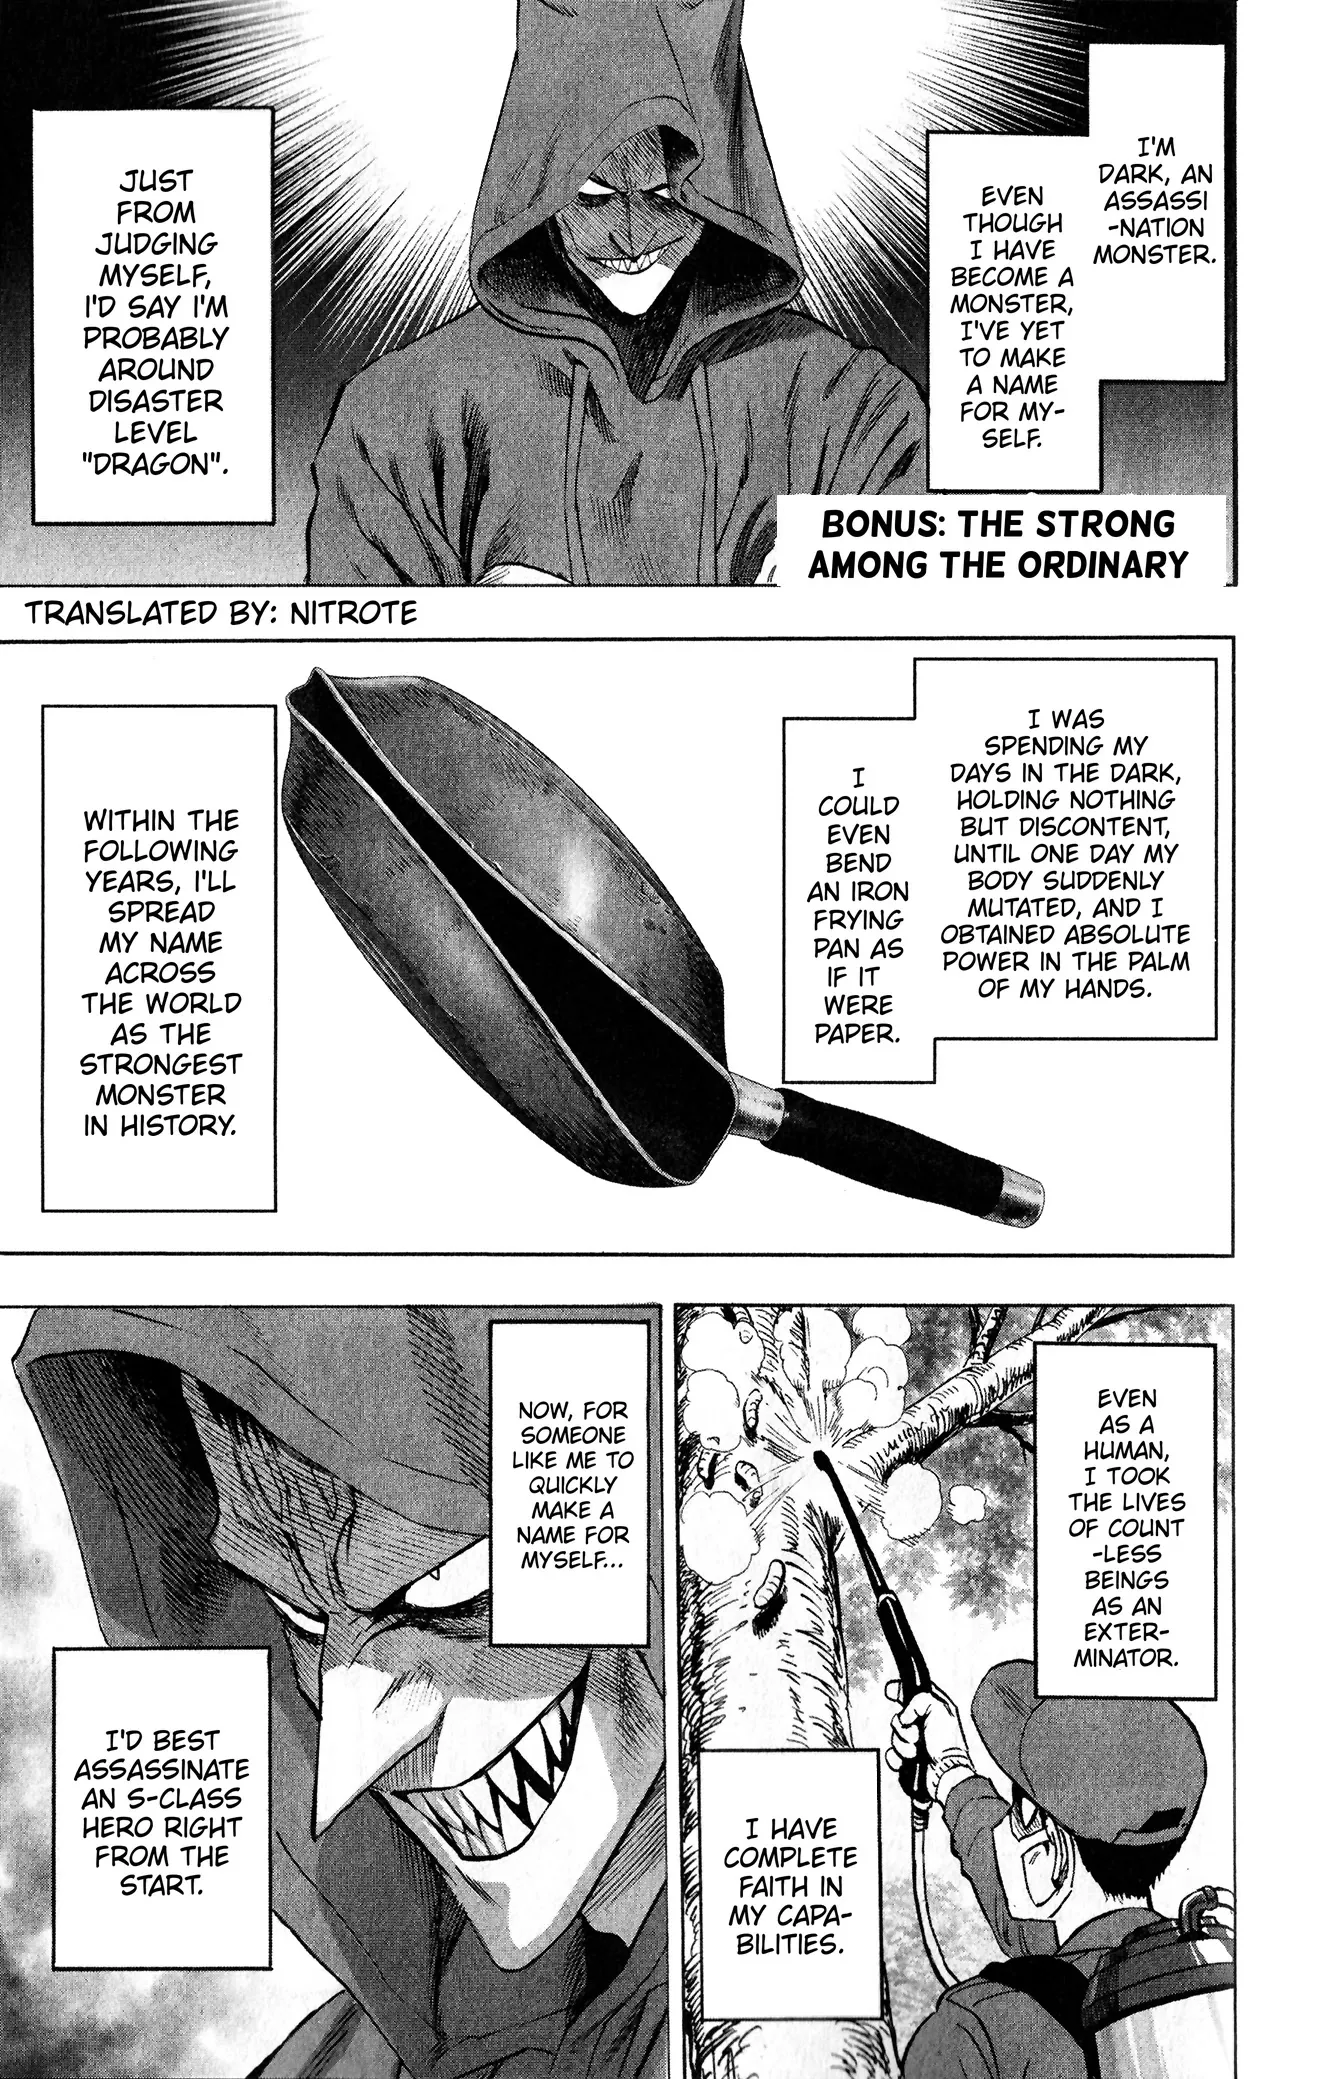 I'M
DARK, AN
ASSASSI
-NATION
MONSTER.
EVEN
THOUGH
I HAVE
BECOME A
MONSTER,
I'VE YET
TO MAKE
A NAME
FOR MY-
SELF.
JUST
FROM
JUDGING
MYSELF,
I'D SAY I'M
PROBABLY
AROUND
DISASTER
LEVEL
"DRAGON".
BONUS: THE STRONG
AMONG THE ORDINARY
TRANSLATED BY: NITROTE
I WAS
SPENDING MY
DAYS IN THE DARK,
HOLDING NOTHING
BUT DISCONTENT,
UNTIL ONE DAY MY
BODY SUDDENLY
MUTATED, AND I
OBTAINED ABSOLUTE
POWER IN THE PALM
OF MY HANDS.
I
COULD
EVEN
BEND
AN IRON
FRYING
PAN AS
IF IT
WERE
PAPER.
WITHIN THE
FOLLOWING
YEARS, I'LL
SPREAD
MY NAME
ACROSS
THE WORLD
AS THE
STRONGEST
MONSTER
IN HISTORY.
EVEN
AS A
HUMAN,
I TOOK
THE LIVES
OF COUNT
-LESS
BEINGS
AS AN
EXTER-
MINATOR.
I HAVE
COMPLETE
FAITH IN
MY CAPA-
BILITIES.
NOW, FOR
SOMEONE
LIKE ME TO
QUICKLY
MAKE A
NAME FOR
MYSELF...
I'D BEST
ASSASSINATE
AN S-CLASS
HERO RIGHT
FROM THE
START.